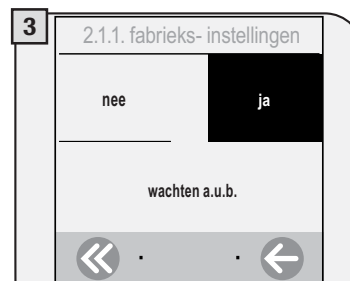 3
2.1.1. fabrieks- instellingen
nee ja
wachten a.u.b.